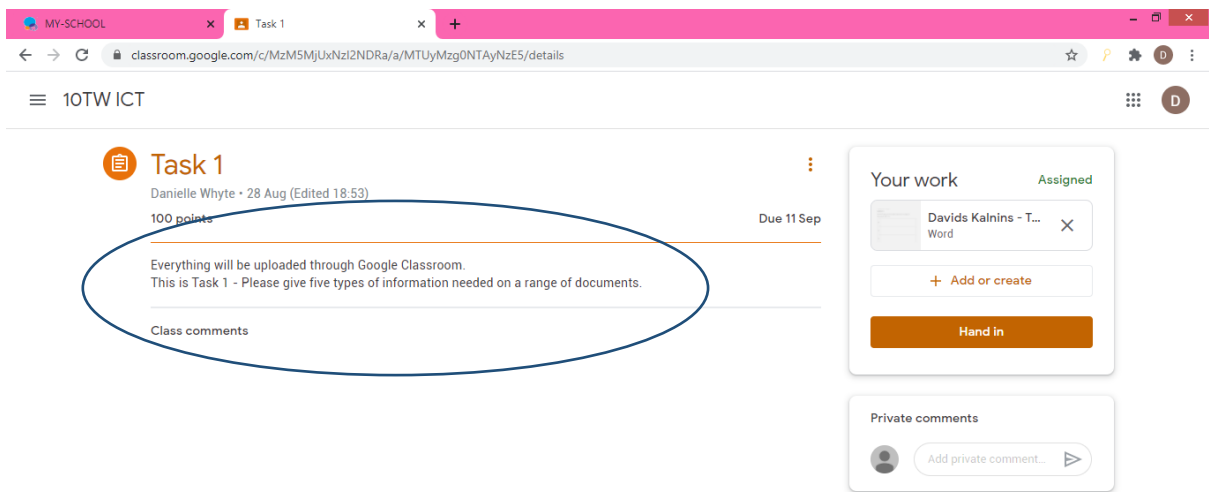 MY-SCHOOL
Task 1
classroom.google.com/c/MzM5MjUxNzI2NDRa/a/MTUyMzg0NTAyNzE5/details
D
10TW ICT
D
Task 1
Danielle Whyte • 28 Aug (Edited 18:53)
100 points
Due 11 Sep
Everything will be uploaded through Google Classroom.
This is Task 1 - Please give five types of information needed on a range of documents.
Class comments
Your work
Assigned
Davids Kalnins - T...
Word
+ Add or create
Hand in
Private comments
Add private comment...